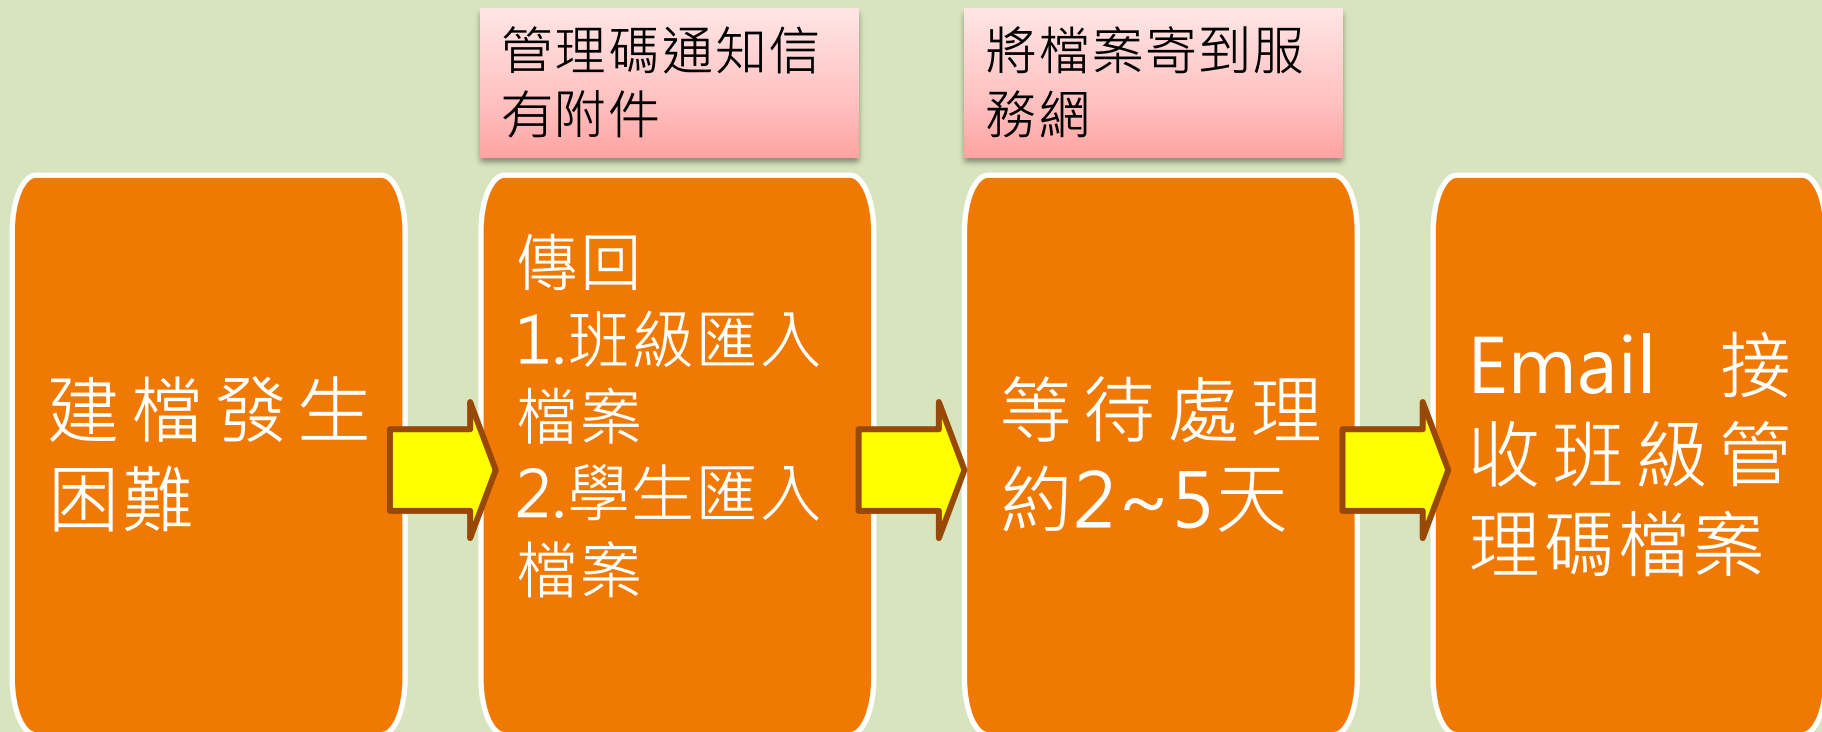 管理碼通知信
有附件
將檔案寄到服
務網
建檔發生
困難
傳回
1.班級匯入
檔案
2.學生匯入
檔案
等待處理
約2~5天
Email 接
收班級管
理碼檔案